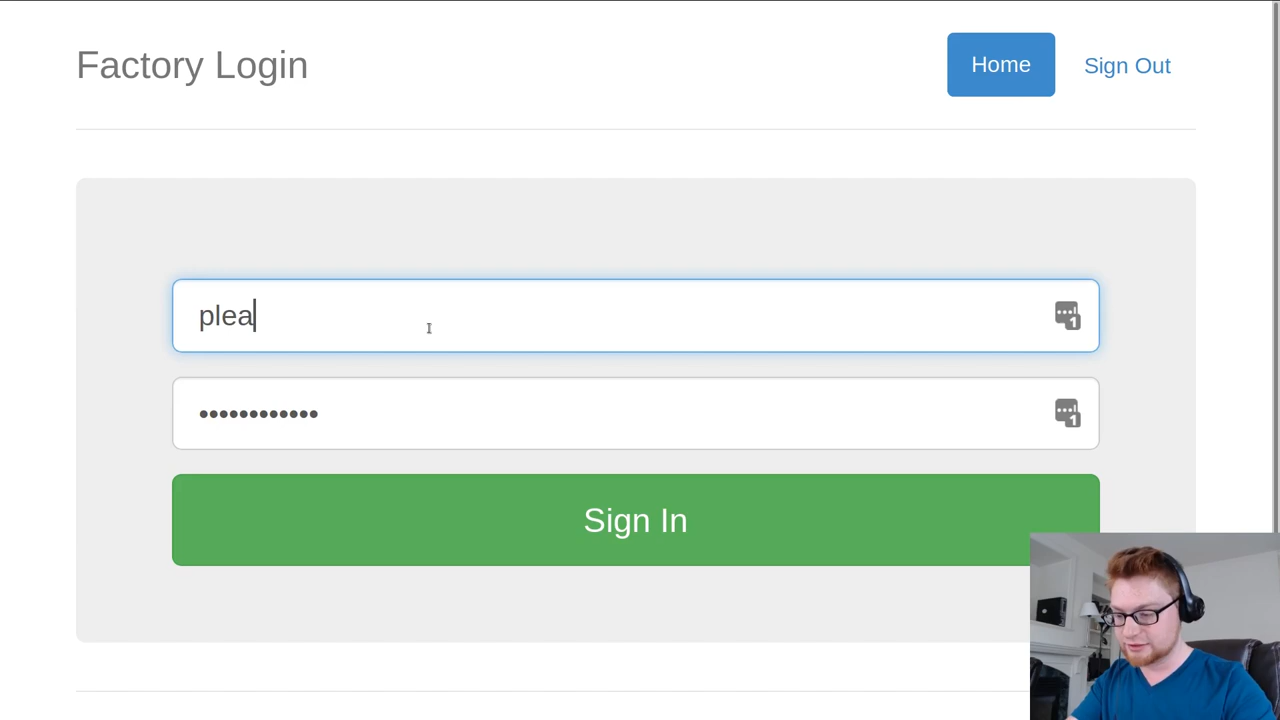 Factory Login
Home
Sign Out
plea
••••••••••••
Sign In